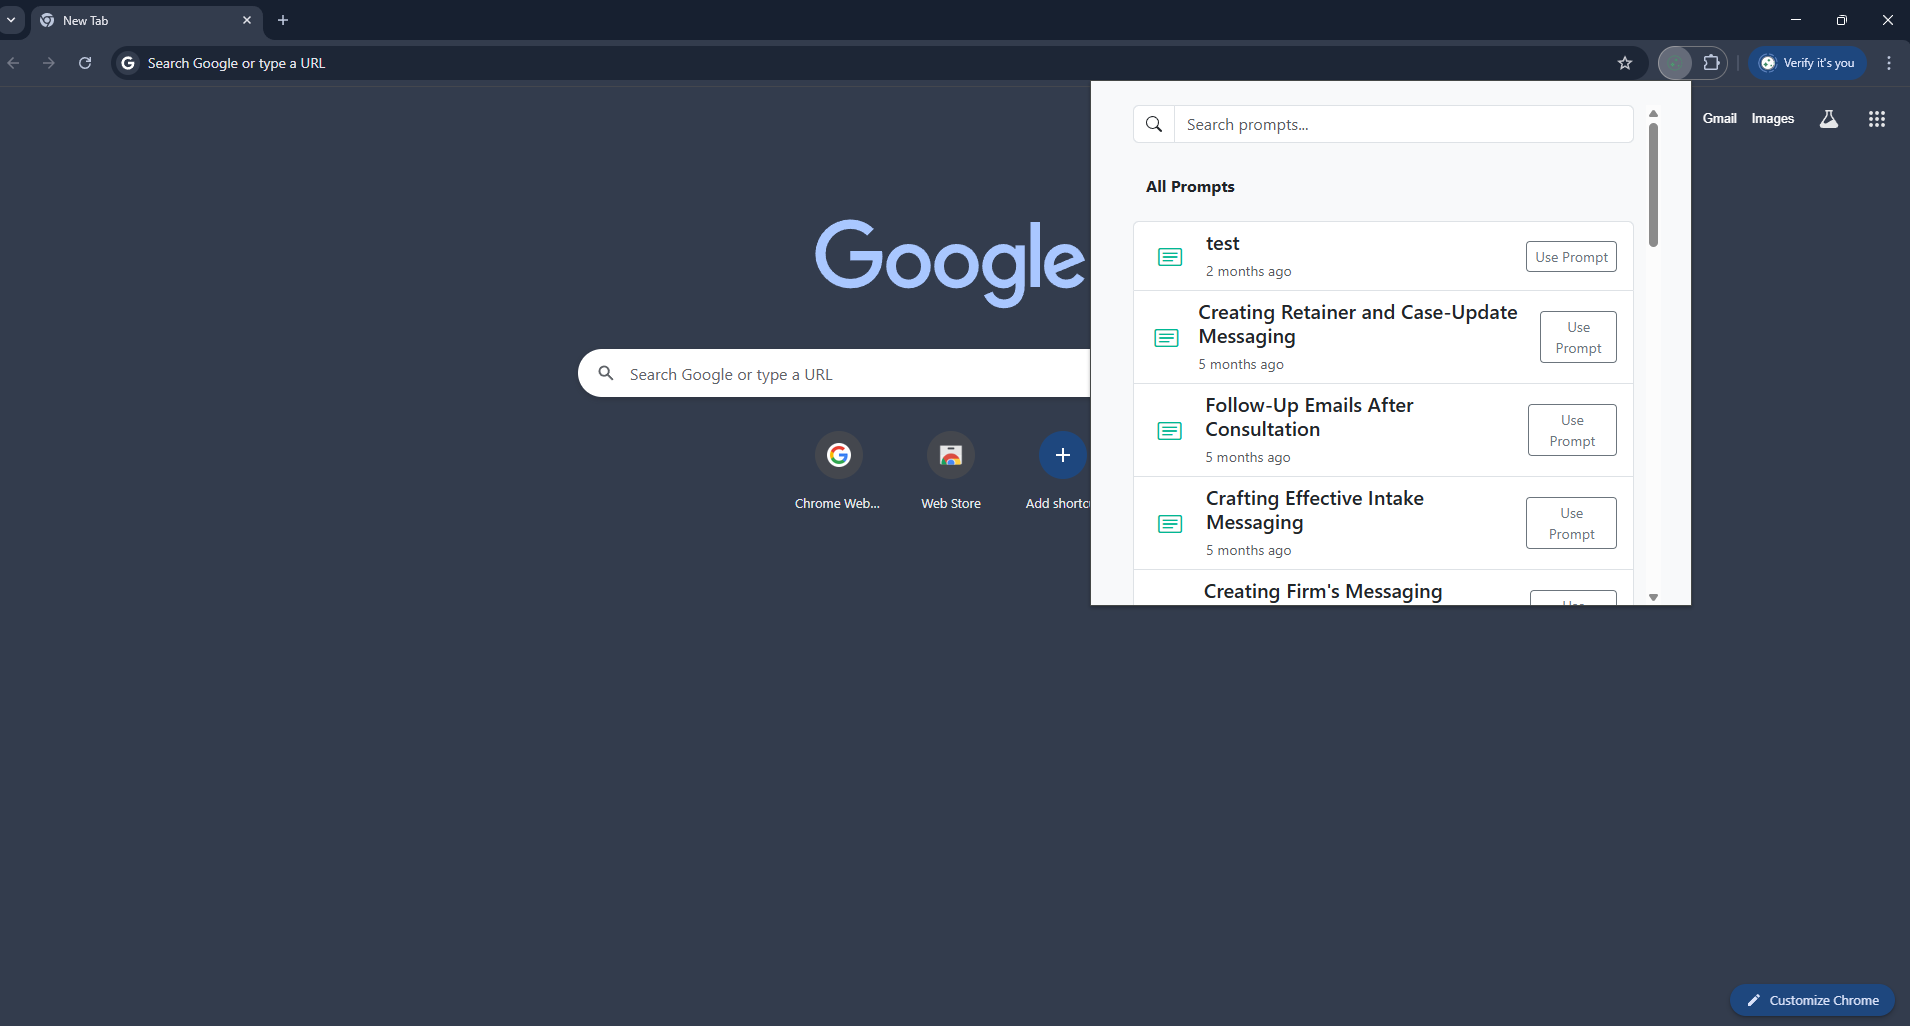 New Tab
Search Google or type a URL
Verify it's you
Gmail Images
Search prompts...
All Prompts
test
2 months ago
Use Prompt
Creating Retainer and Case-Update
Messaging
5 months ago
Use
Prompt
Follow-Up Emails After
Consultation
5 months ago
Use
Prompt
Crafting Effective Intake
Messaging
5 months ago
Use
Prompt
Creating Firm's Messaging
Use
Google
Search Google or type a URL
Chrome Web...
Web Store
Add shortc
Customize Chrome